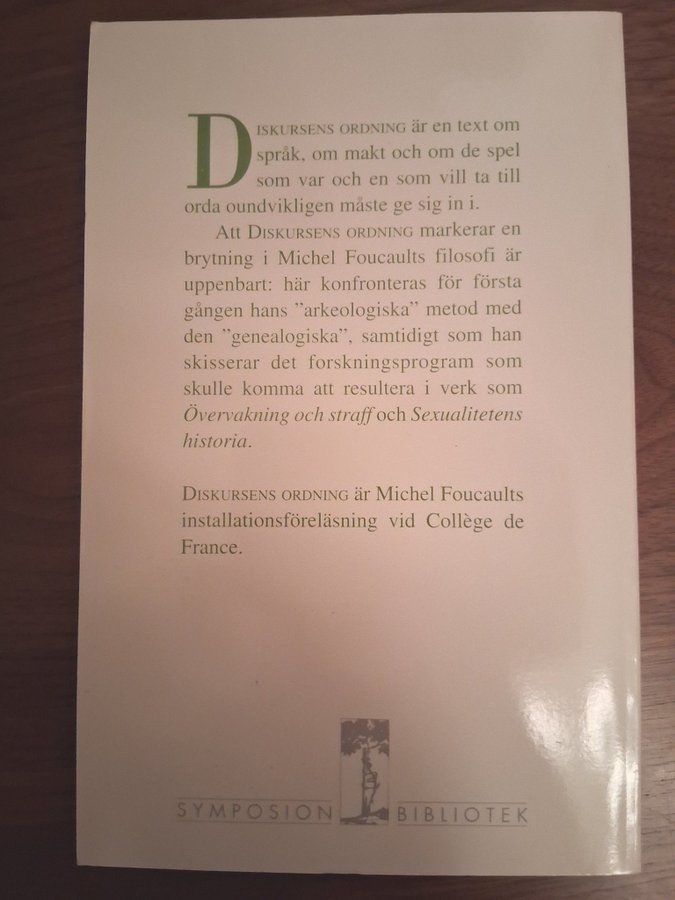 DISKURSENS ORDNING är en text om
språk, om makt och om de spel
som var och en som vill ta till
orda oundvikligen måste ge sig in i.
Att DISKURSENS ORDNING markerar en
brytning i Michel Foucaults filosofi är
uppenbart: här konfronteras för första
gången hans ”arkeologiska” metod med
den ”genealogiska”, samtidigt som han
skisserar det forskningsprogram som
skulle komma att resultera i verk som
Övervakning och straff och Sexualitetens
historia.
DISKURSENS ORDNING är Michel Foucaults
installationsföreläsning vid Collège de
France.
SYMPOSION BIBLIOTEK